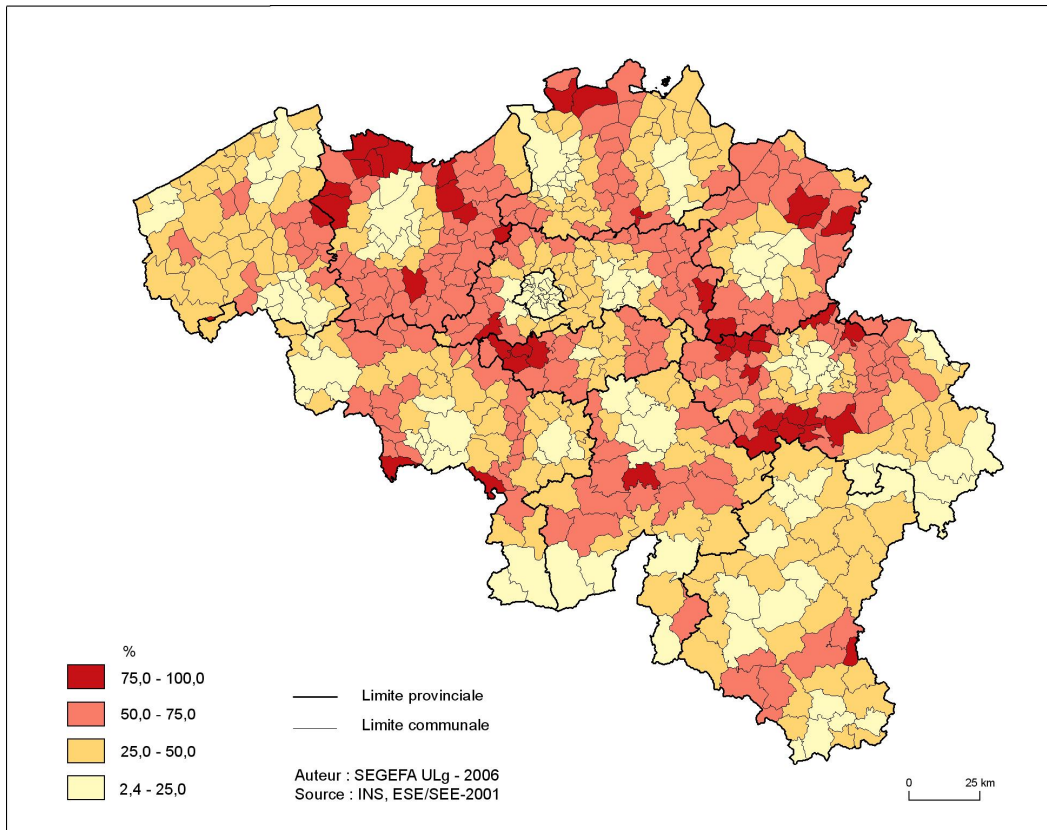 %
75,0 - 100,0
50,0 - 75,0
25,0 - 50,0
2,4 - 25,0
Limite provinciale
Limite communale
Auteur : SEGEFA ULg - 2006
Source : INS, ESE/SEE-2001
0 25 km